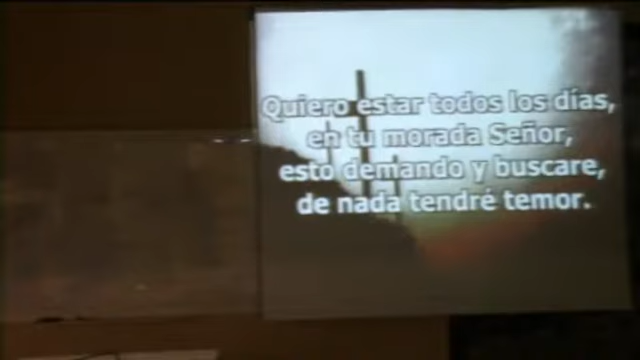 Quiero estar todos los días,
en tu morada Señor,
esto demando y buscare,
de nada tendré temor.